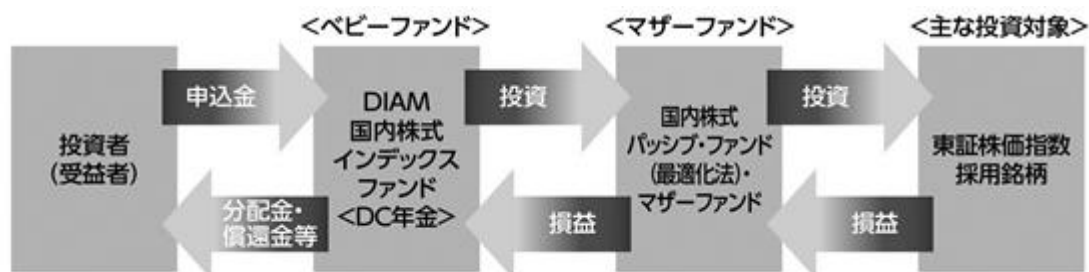 <ベビーファンド>
<マザーファンド>
<主な投資対象>
投資者
(受益者)
申込金
分配金・
償還金等
DIAM
国内株式
インデックス
ファンド
<DC年金>
投資
損益
国内株式
パッシブ・ファンド
(最適化法)・
マザーファンド
投資
損益
東証株価指数
採用銘柄